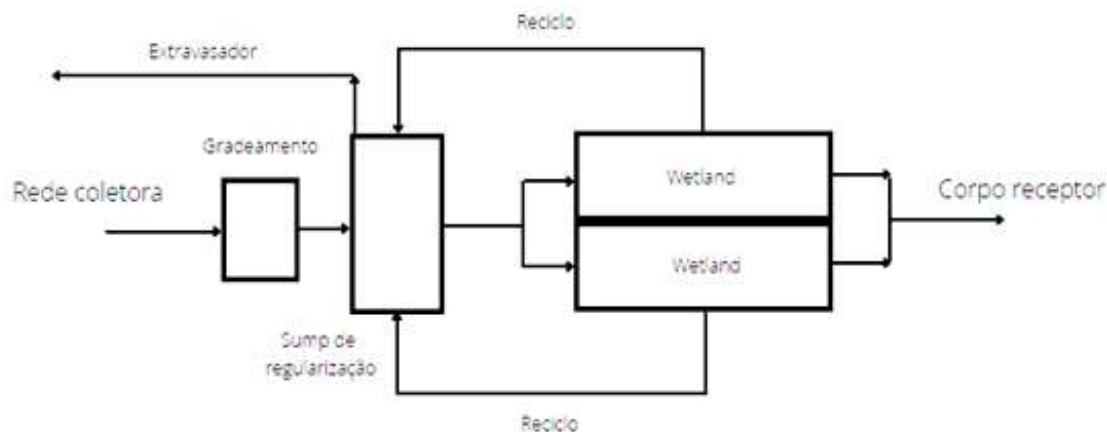 Reciclo
Extravasador
Gradeamento
Rede coletora
Wetland
Corpo receptor
Wetland
Sump de
regularização
Reciclo